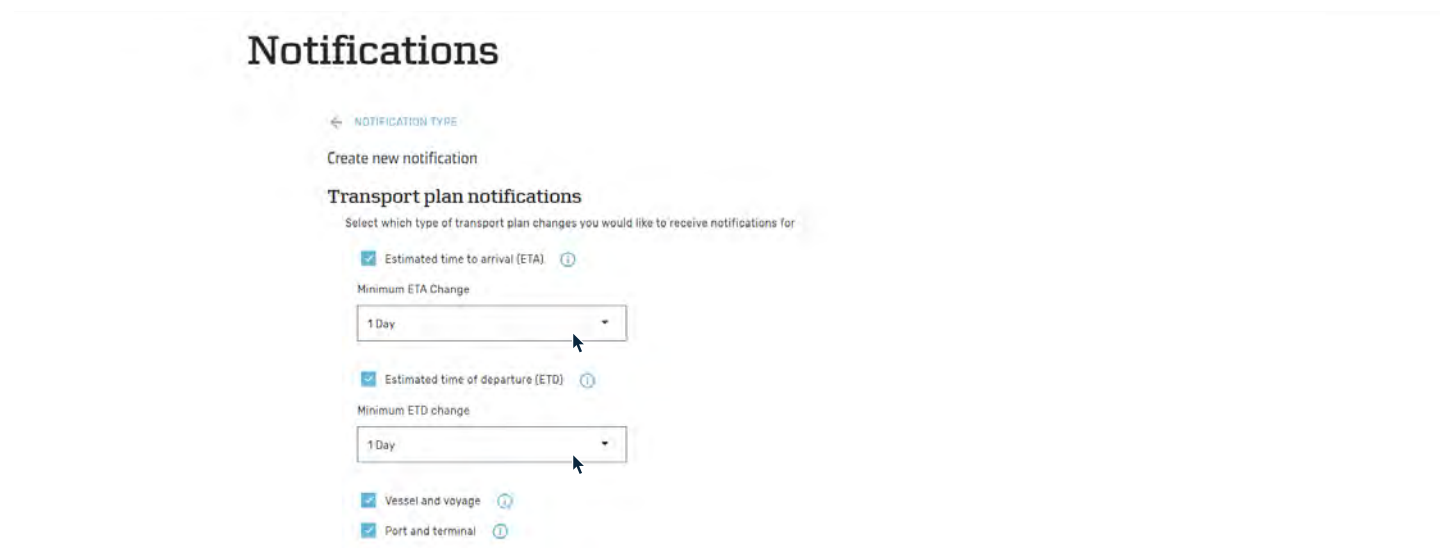 Notifications
NOTIFICATION TYPE
Create new notification
Transport plan notifications
Select which type of transport plan changes you would like to receive notifications for
Estimated time to arrival (ETA)
Minimum ETA Change
1 Day
Estimated time of departure (ETD)
Minimum ETD change
1 Day
Vessel and voyage
Port and terminal